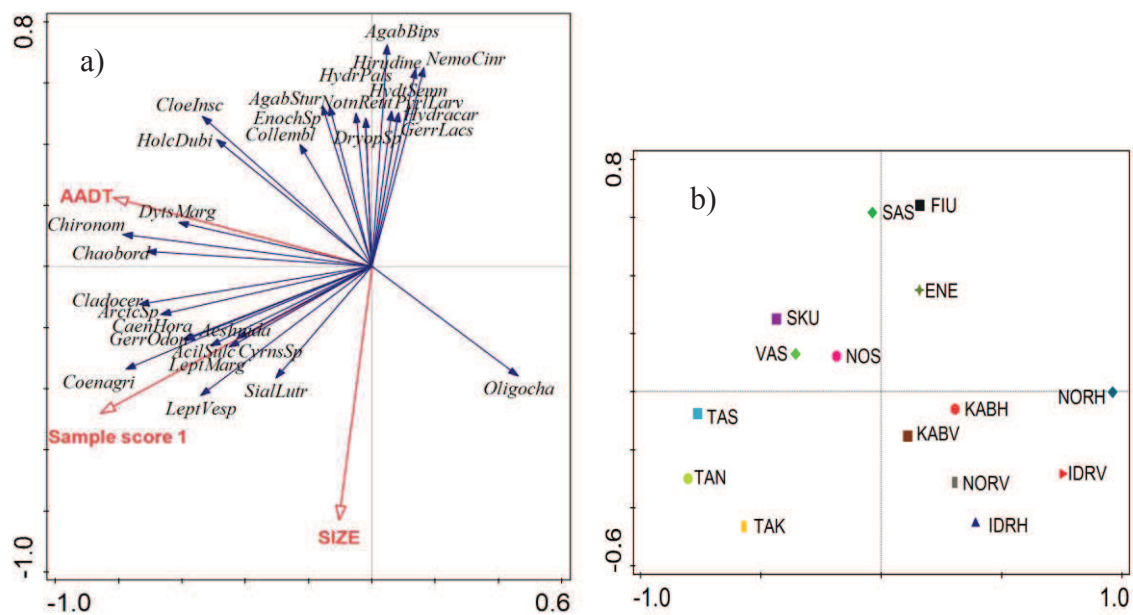 a)
0.8
-1.0
-1.0
0.6
AgabBips
Hirudine
NemoCinr
HydrPals
HydtSemn
AgabStur
NotnReut
PyrlLarv
CloeInsc
EnochSp
Hydracar
Collembl
DryopSp
GerrLacs
HolcDubi
AADT
DytsMarg
Chironom
Chaobord
Cladocer
ArcicSp
CaenHora
Aeshnida
GerrOdon
AcilSulc
CyrnsSp
LeptMarg
Coenagri
SialLutr
Oligocha
LeptVesp
Sample score 1
SIZE
b)
0.8
-0.6
-1.0
1.0
SAS
FIU
ENE
SKU
VAS
NOS
NORH
KABH
TAS
KABV
IDRV
TAN
NORV
TAK
IDRH